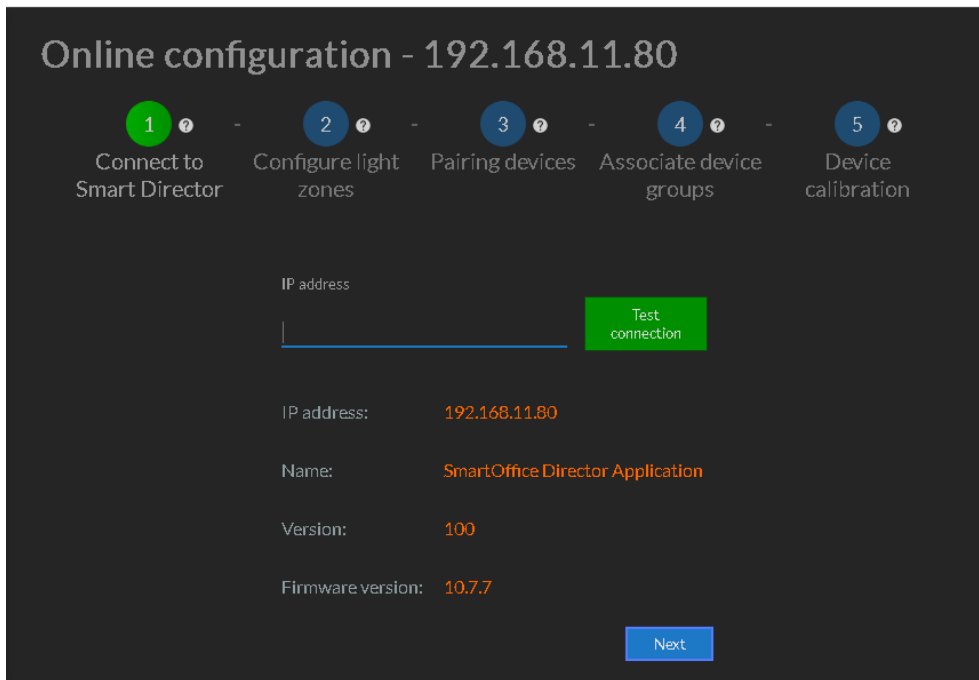 Online configuration - 192.168.11.80
1 ? - 2 ? - 3 ? - 4 ? - 5 ?
Connect to Smart Director
Configure light zones
Pairing devices
Associate device groups
Device calibration
IP address
Test connection
IP address: 192.168.11.80
Name: SmartOffice Director Application
Version: 100
Firmware version: 10.7.7
Next